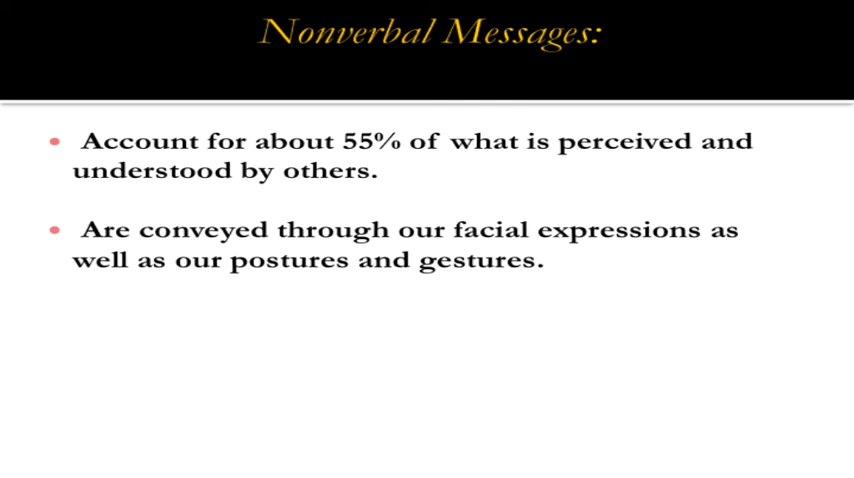 Nonverbal Messages:
• Account for about 55% of what is perceived and
understood by others.
• Are conveyed through our facial expressions as
well as our postures and gestures.